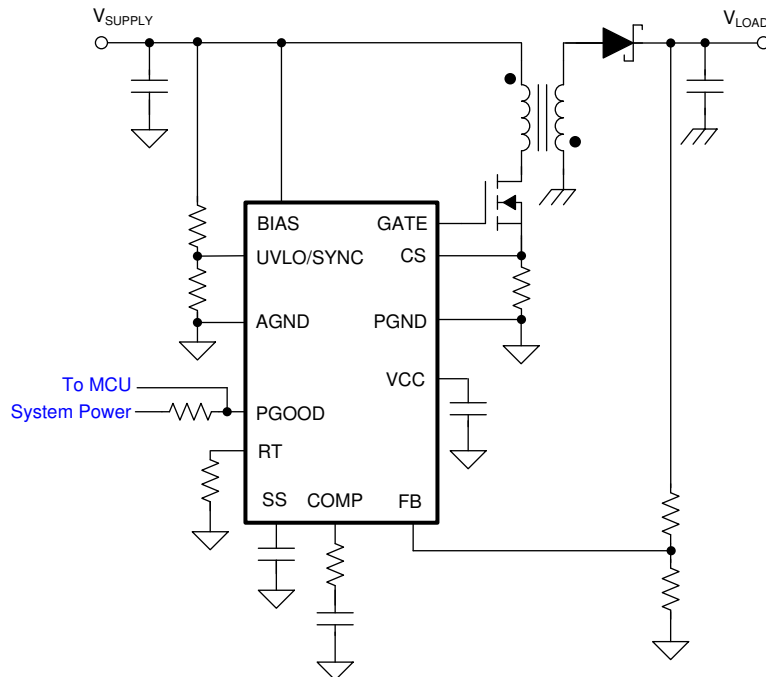 VSUPPLY
VLOAD
BIAS
GATE
UVLO/SYNC
CS
AGND
PGND
VCC
To MCU
System Power
PGOOD
RT
SS
COMP
FB